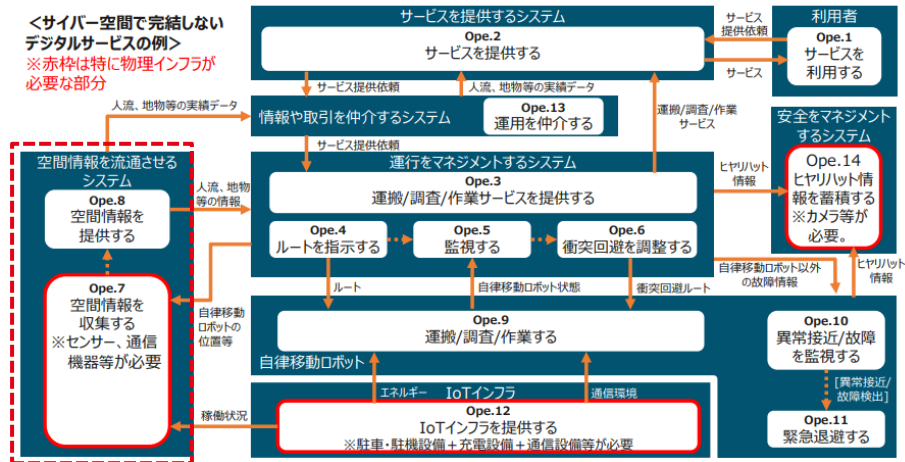 <サイバー空間で完結しない
デジタルサービスの例>
※赤枠は特に物理インフラが
必要な部分
サービスを提供するシステム
Ope.2
サービスを提供する
サービス
提供依頼
サービス
利用者
Ope.1
サービスを
利用する
サービス提供依頼
人流、地物等の実績データ
人流、地物等の実績データ
情報や取引を仲介するシステム
Ope.13
運用を仲介する
運搬/調査/作業
サービス
サービス提供依頼
安全をマネジメント
するシステム
Ope.14
ヒヤリハット情
報を蓄積する
※カメラ等が
必要。
空間情報を流通させる
システム
Ope.8
空間情報を
提供する
人流、地物
等の情報
運行をマネジメントするシステム
Ope.3
運搬/調査/作業サービスを提供する
ヒヤリハット
情報
Ope.4
ルートを指示する
Ope.5
監視する
Ope.6
衝突回避を調整する
Ope.7
空間情報を
収集する
※センサー、通信
機器等が必要
自律移動
ロボットの
位置等
ルート
自律移動ロボット状態
衝突回避ルート
自律移動ロボット以外
の故障情報
ヒヤリハット
情報
Ope.9
運搬/調査/作業する
自律移動ロボット
Ope.10
異常接近/故障
を監視する
[異常接近/
故障検出]
Ope.11
緊急退避する
エネルギー
IoTインフラ
通信環境
稼働状況
Ope.12
IoTインフラを提供する
※駐車・駐機設備+充電設備+通信設備等が必要